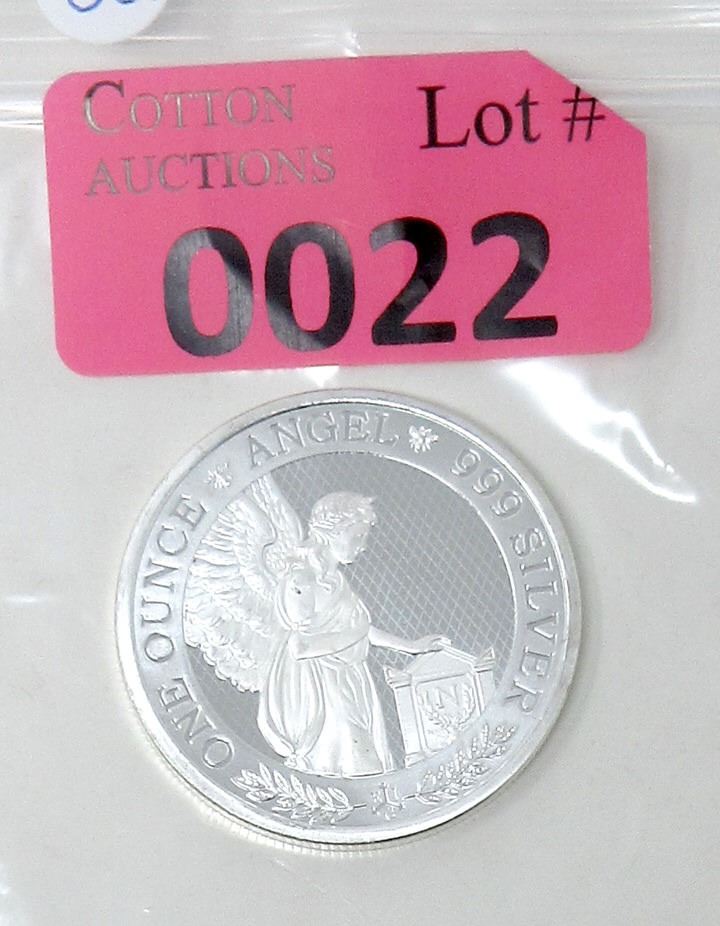 COTTON AUCTIONS
Lot #
0022
ONE OUNCE ANGEL 999 SILVER
N